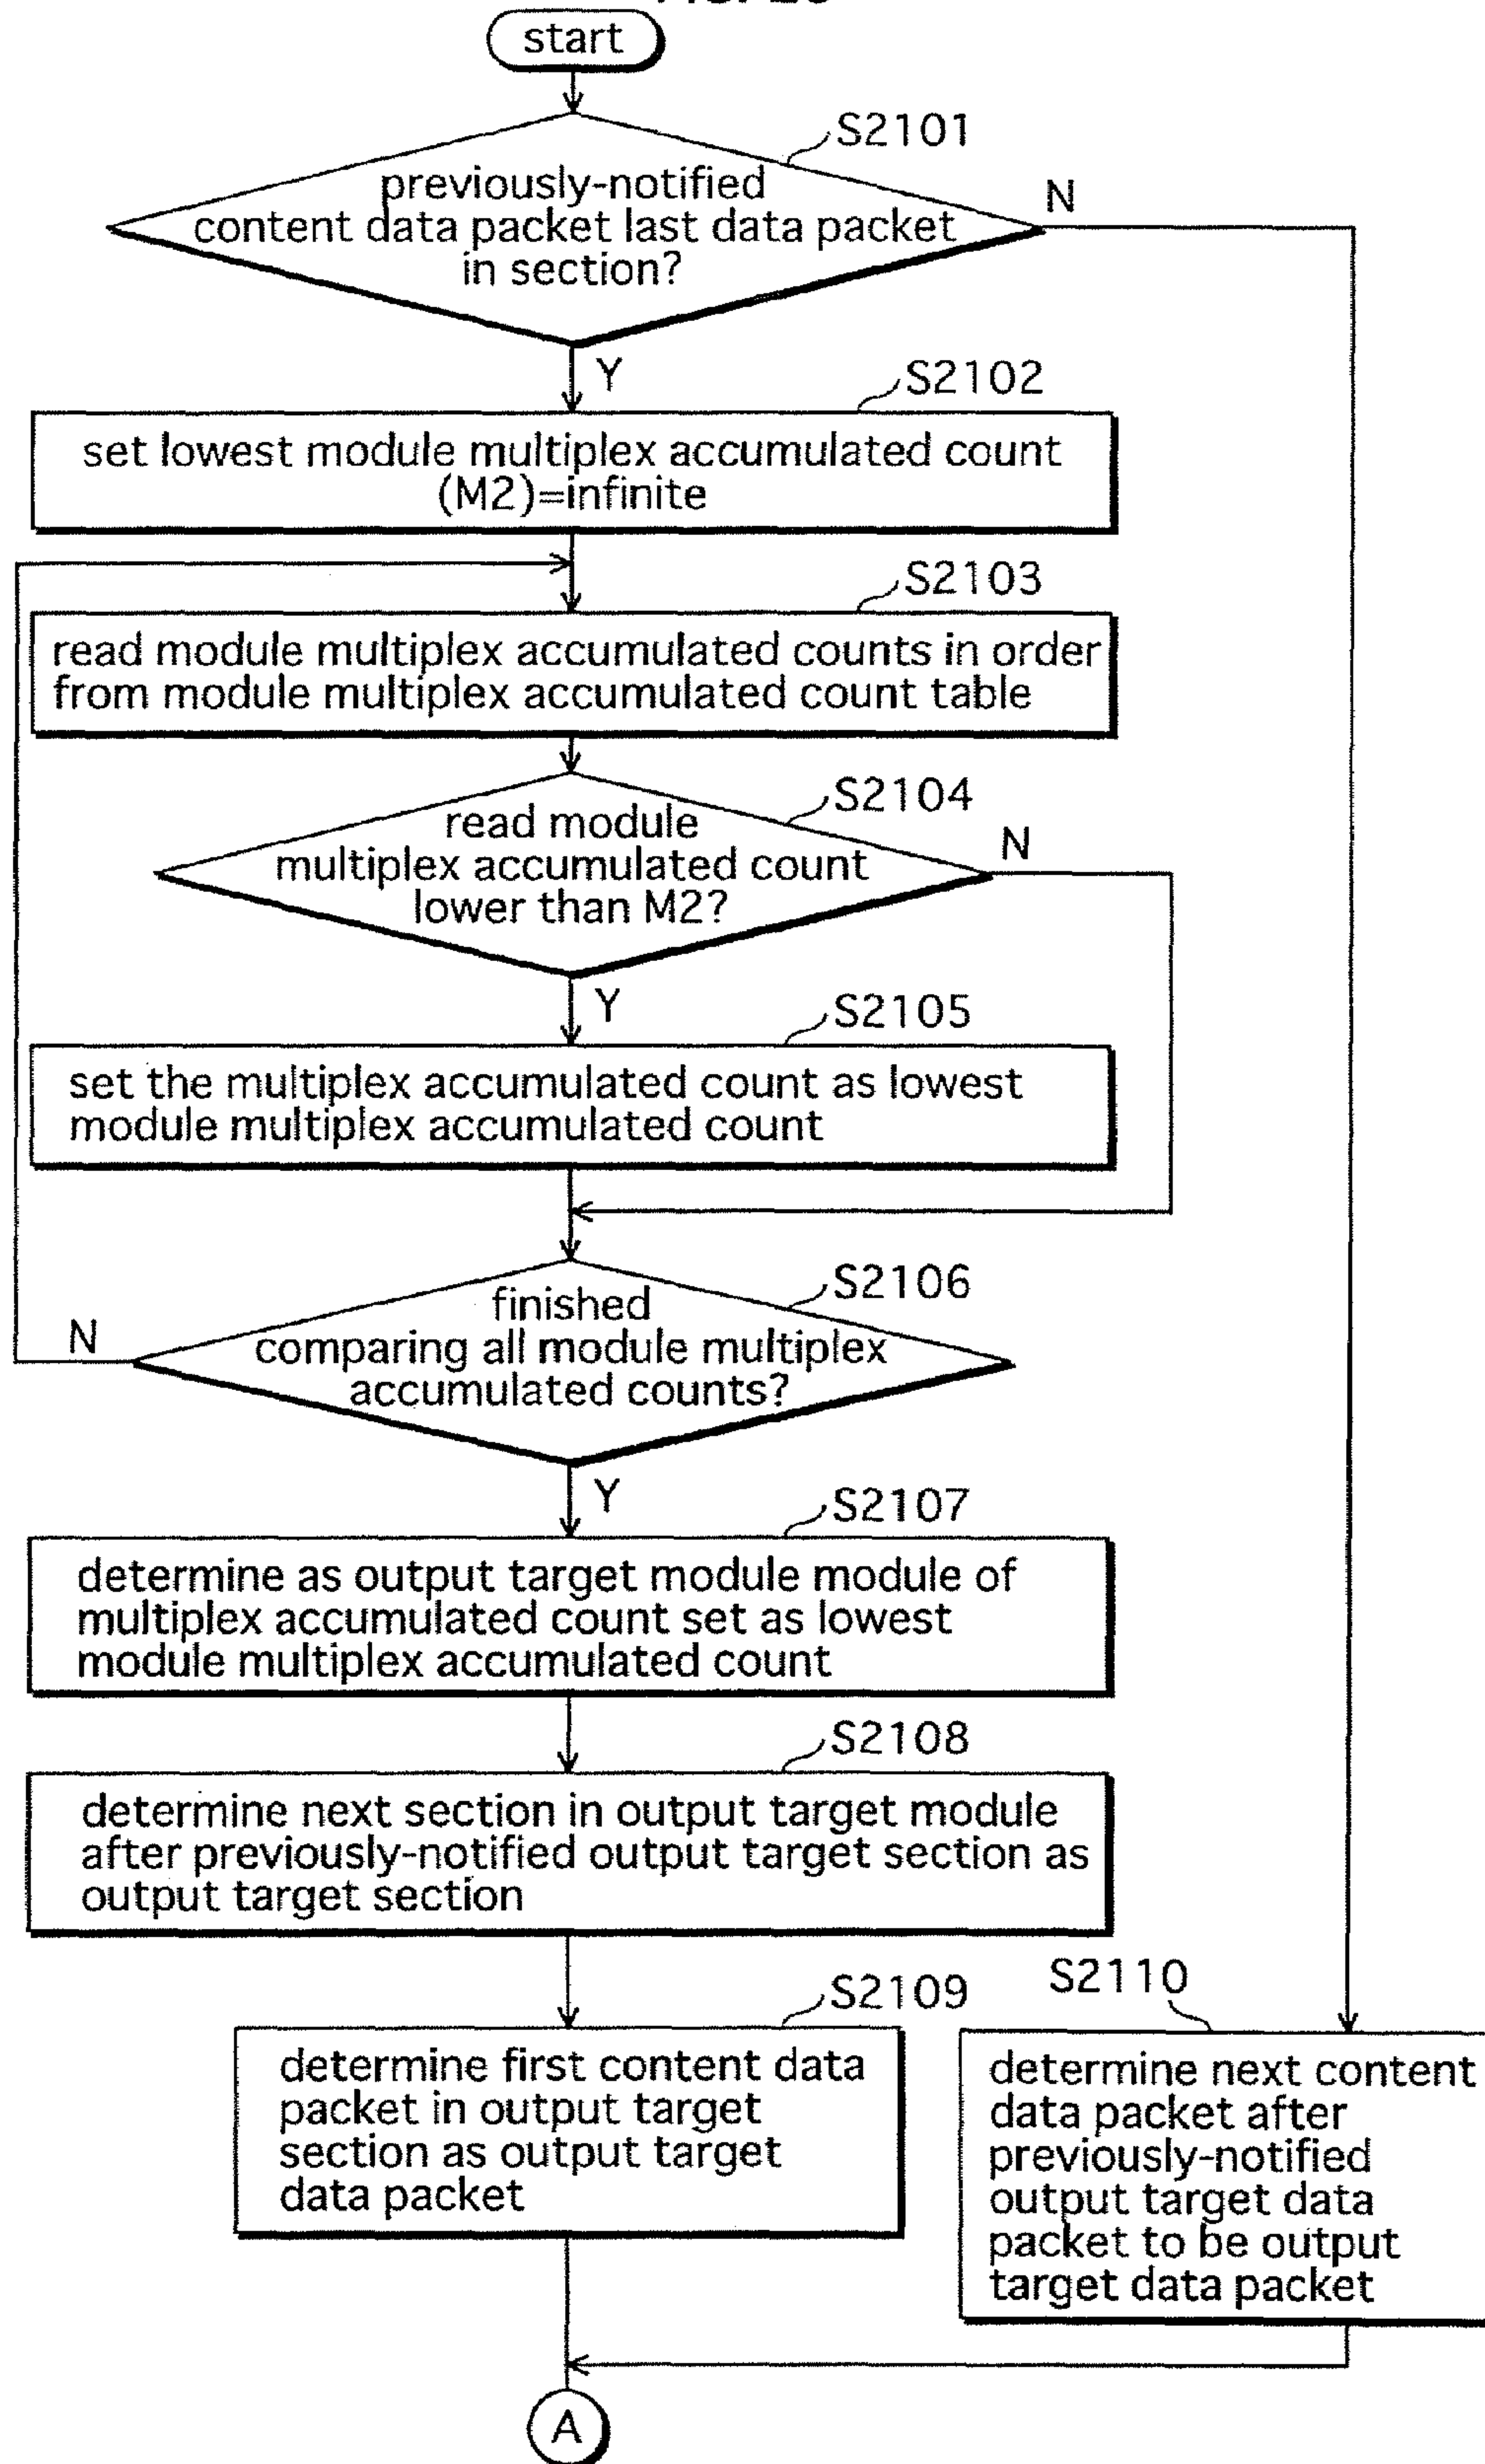 start
S2101
previously-notified
content data packet last data packet
in section?
N
Y
S2102
set lowest module multiplex accumulated count
(M2)=infinite
S2103
read module multiplex accumulated counts in order
from module multiplex accumulated count table
S2104
read module
multiplex accumulated count
lower than M2?
N
Y
S2105
set the multiplex accumulated count as lowest
module multiplex accumulated count
S2106
finished
comparing all module multiplex
accumulated counts?
N
Y
S2107
determine as output target module module of
multiplex accumulated count set as lowest
module multiplex accumulated count
S2108
determine next section in output target module
after previously-notified output target section as
output target section
S2109
determine first content data
packet in output target
section as output target
data packet
S2110
determine next content
data packet after
previously-notified
output target data
packet to be output
target data packet
A